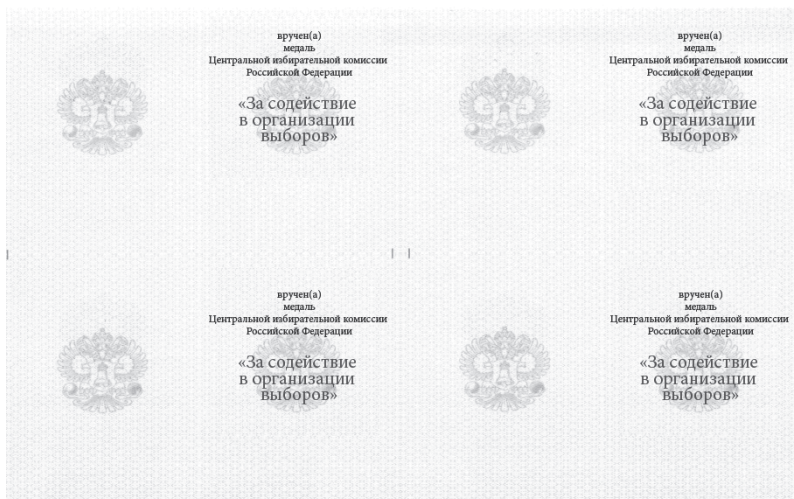 вручен(а)
медаль
Центральной избирательной комиссии
Российской Федерации
«За содействие
в организации
выборов»
вручен(а)
медаль
Центральной избирательной комиссии
Российской Федерации
«За содействие
в организации
выборов»
вручен(а)
медаль
Центральной избирательной комиссии
Российской Федерации
«За содействие
в организации
выборов»
вручен(а)
медаль
Центральной избирательной комиссии
Российской Федерации
«За содействие
в организации
выборов»